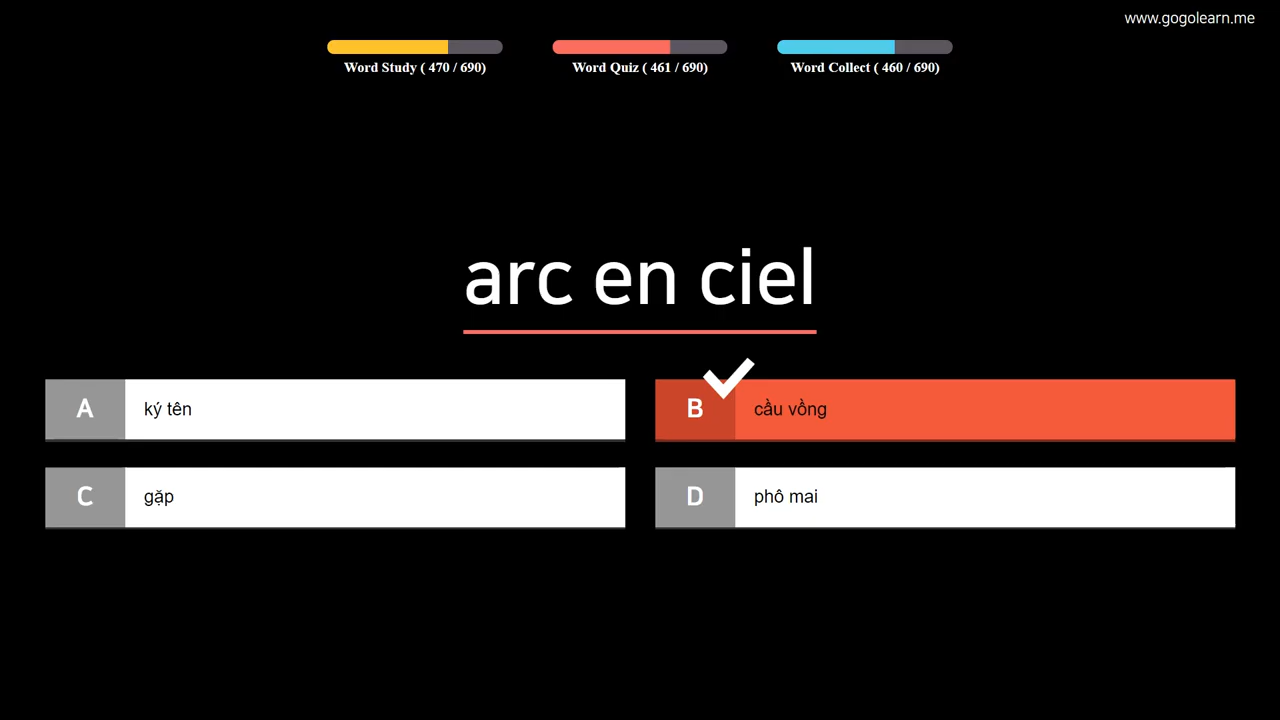 www.gogolearn.me
Word Study ( 470 / 690)
Word Quiz ( 461 / 690)
Word Collect ( 460 / 690)
arc en ciel
A
ký tên
B
cầu vồng
C
gặp
D
phô mai